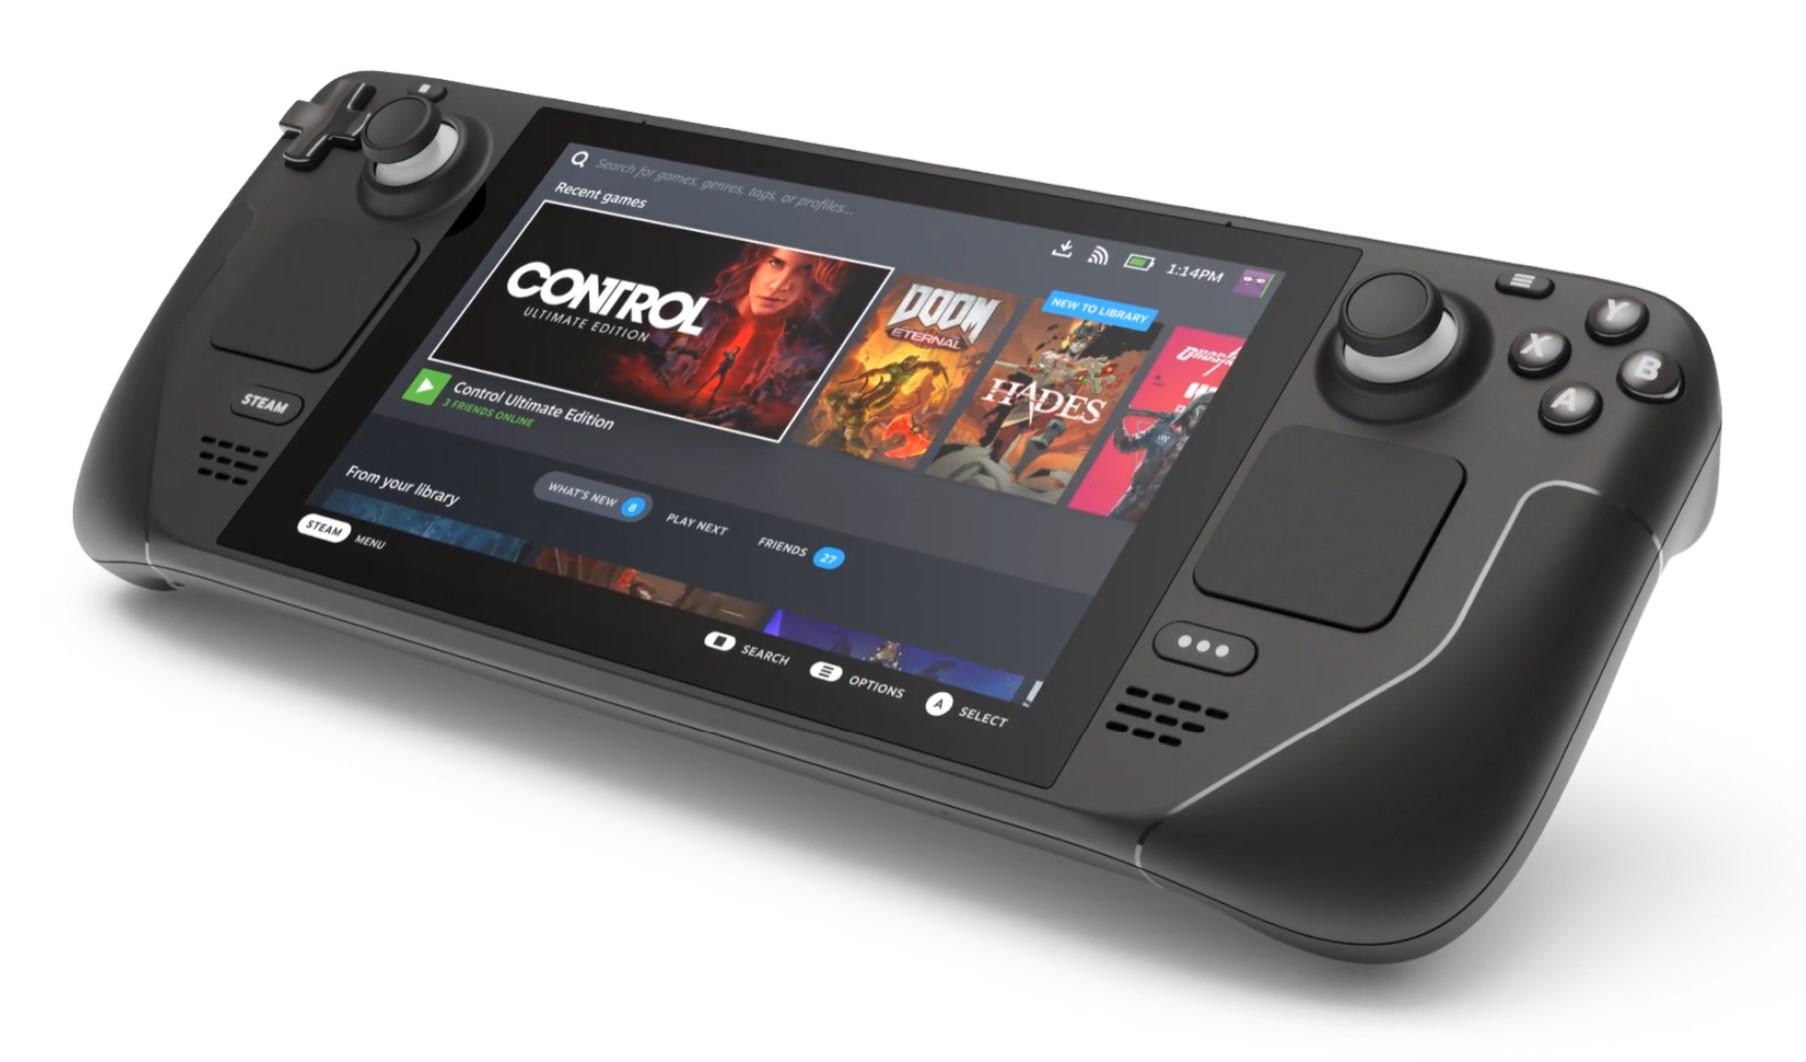 Search for games, genres, tags, or profiles...
Recent games
1:14PM
CONTROL
ULTIMATE EDITION
DOOM
ETERNAL
NEW TO LIBRARY
HADES
Control Ultimate Edition
3 FRIENDS ONLINE
WHAT'S NEW 8
PLAY NEXT
FRIENDS 27
From your library
STEAM MENU
SEARCH
OPTIONS
A SELECT
STEAM
Y
X
B
A